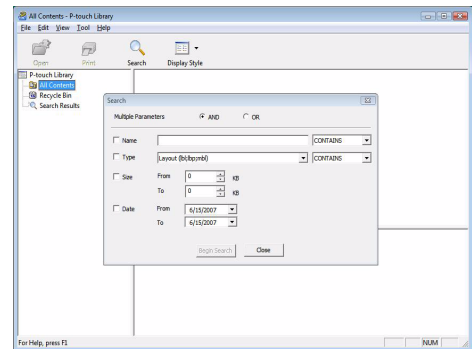 All Contents - P-touch Library
File Edit View Tool Help
Open Print Search Display Style
P-touch Library
All Contents
Recycle Bin
Search Results
Search
Multiple Parameters AND OR
Name CONTAINS
Type Layout (lbl;lbp;mbl) CONTAINS
Size From 0 KB
To 0 KB
Date From 6/15/2007
To 6/15/2007
Begin Search Close
For Help, press F1 NUM